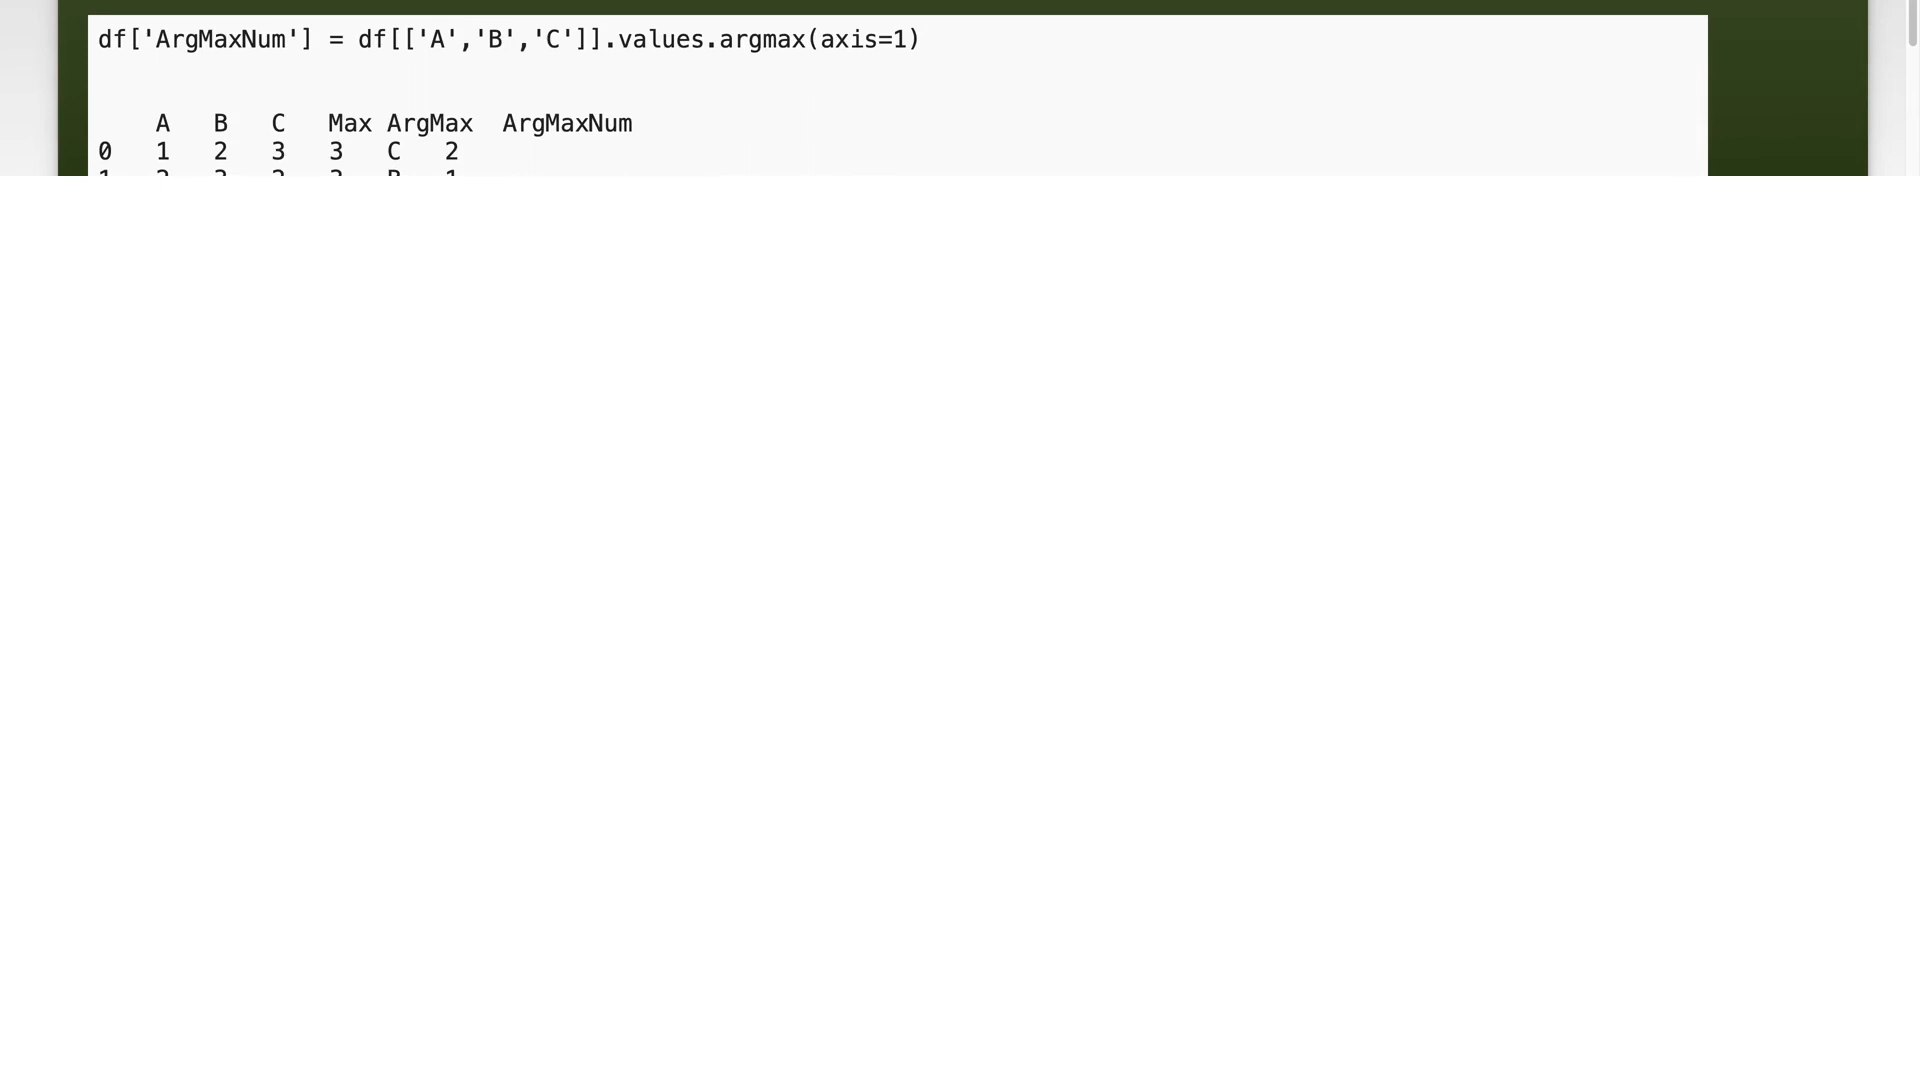 df['ArgMaxNum'] = df[['A','B','C']].values.argmax(axis=1)
A B C Max ArgMax ArgMaxNum
0 1 2 3 3 C 2